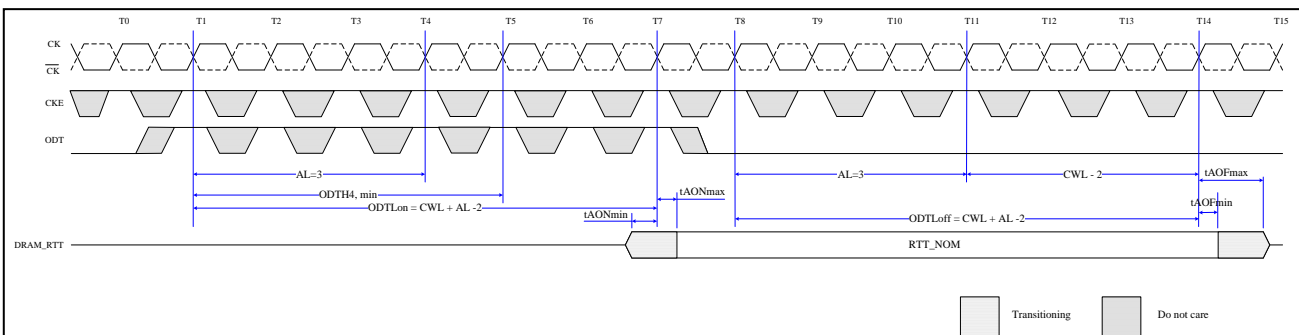 T0 T1 T2 T3 T4 T5 T6 T7 T8 T9 T10 T11 T12 T13 T14 T15
CK
CK
CKE
ODT
AL=3 AL=3 CWL - 2 tAOFmax
ODTH4, min tAONmax
ODTLon = CWL + AL -2 tAOFmin
tAONmin ODTLoff = CWL + AL -2
DRAM_RTT RTT_NOM
Transitioning Do not care